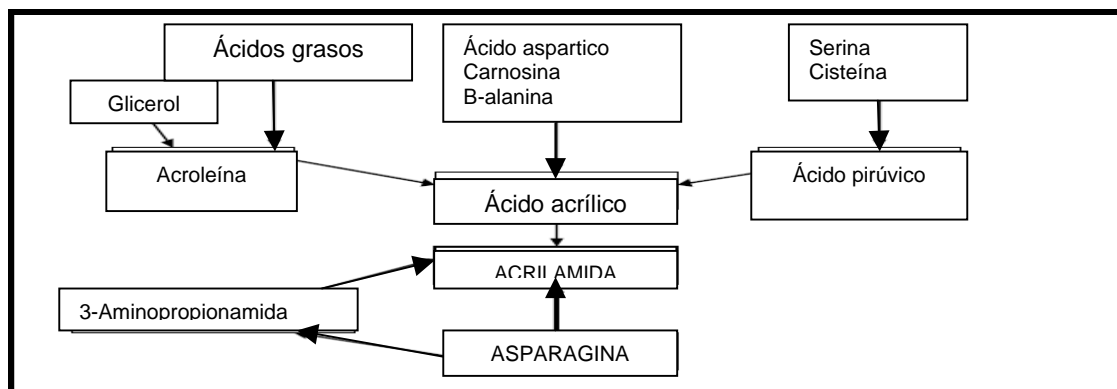 Ácidos grasos
Glicerol
Acroleína
Ácido aspartico
Carnosina
B-alanina
Serina
Cisteína
Ácido pirúvico
Ácido acrílico
ACRILAMIDA
3-Aminopropionamida
ASPARAGINA